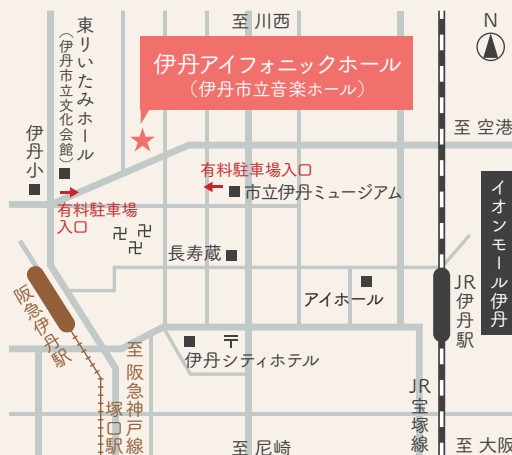 至 川西
N
東リいたみホール
（伊丹市立文化会館）
伊丹アイフォニックホール
（伊丹市立音楽ホール）
伊丹小
至 空港
有料駐車場入口
市立伊丹ミュージアム
有料駐車場
入口
イオンモール伊丹
長寿蔵
アイホール
JR伊丹駅
阪急伊丹駅
〒
伊丹シティホテル
至 阪急神戸線
塚口駅
JR宝塚線
至 尼崎
至 大阪